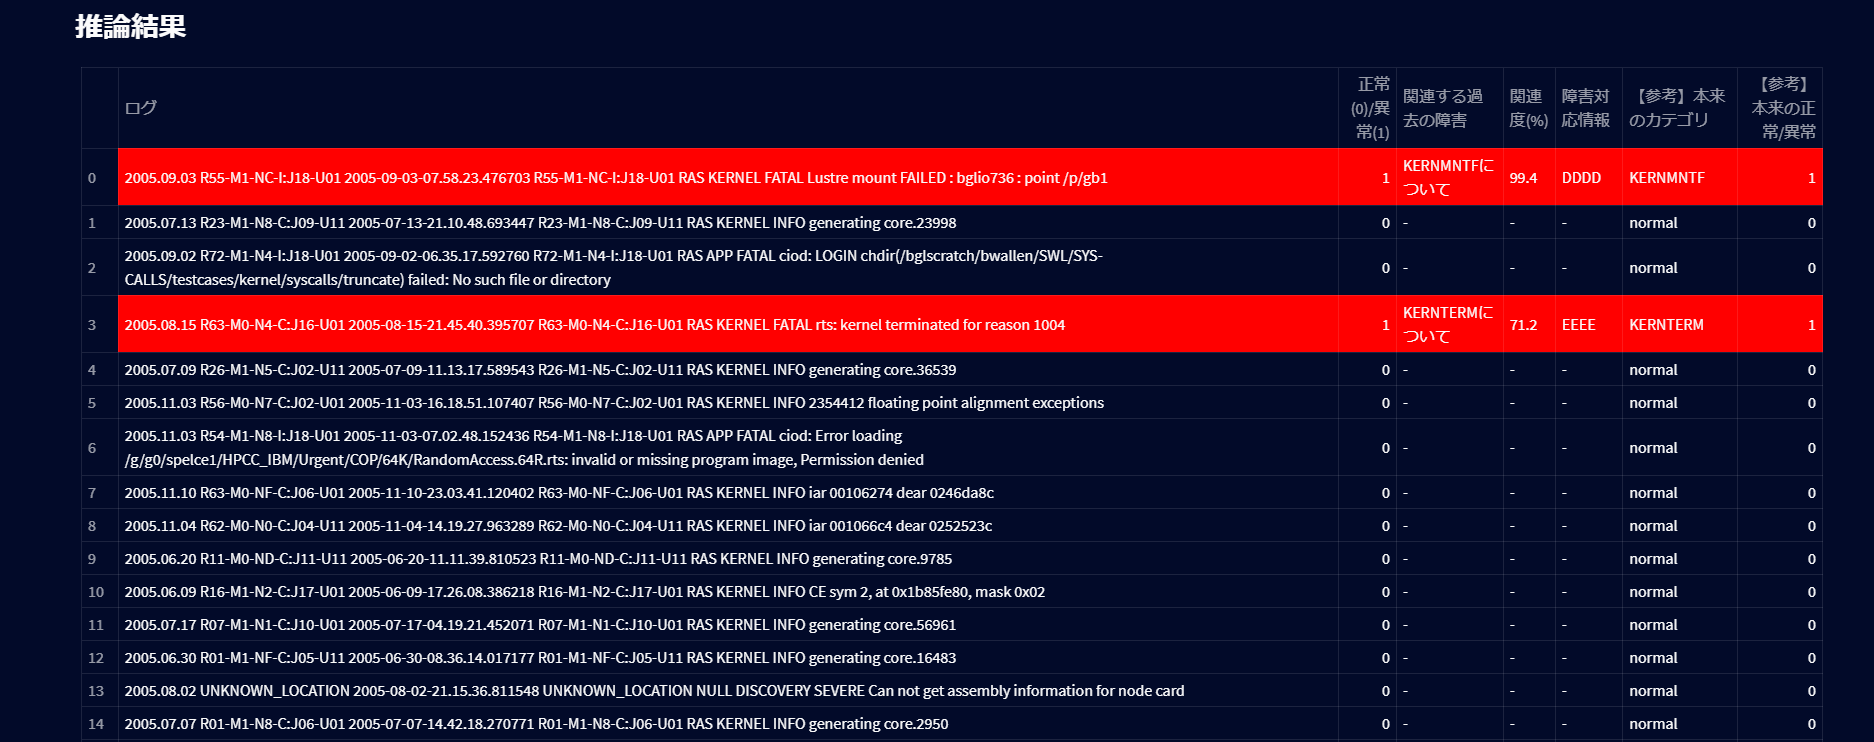 推論結果
ログ
正常
(0)/異
常(1)
関連する過
去の障害
関連
度(%)
障害対
応情報
【参考】本来
のカテゴリ
【参考】
本来の正
常/異常
0 2005.09.03 R55-M1-NC-I:J18-U01 2005-09-03-07.58.23.476703 R55-M1-NC-I:J18-U01 RAS KERNEL FATAL Lustre mount FAILED : bglio736 : point /p/gb1 1 KERNMNTFに
ついて 99.4 DDDD KERNMNTF 1
1 2005.07.13 R23-M1-N8-C:J09-U11 2005-07-13-21.10.48.693447 R23-M1-N8-C:J09-U11 RAS KERNEL INFO generating core.23998 0 - - - normal 0
2 2005.09.02 R72-M1-N4-I:J18-U01 2005-09-02-06.35.17.592760 R72-M1-N4-I:J18-U01 RAS APP FATAL ciod: LOGIN chdir(/bglscratch/bwallen/SWL/SYS-
CALLS/testcases/kernel/syscalls/truncate) failed: No such file or directory 0 - - - normal 0
3 2005.08.15 R63-M0-N4-C:J16-U01 2005-08-15-21.45.40.395707 R63-M0-N4-C:J16-U01 RAS KERNEL FATAL rts: kernel terminated for reason 1004 1 KERNTERMに
ついて 71.2 EEEE KERNTERM 1
4 2005.07.09 R26-M1-N5-C:J02-U11 2005-07-09-11.13.17.589543 R26-M1-N5-C:J02-U11 RAS KERNEL INFO generating core.36539 0 - - - normal 0
5 2005.11.03 R56-M0-N7-C:J02-U01 2005-11-03-16.18.51.107407 R56-M0-N7-C:J02-U01 RAS KERNEL INFO 2354412 floating point alignment exceptions 0 - - - normal 0
6 2005.11.03 R54-M1-N8-I:J18-U01 2005-11-03-07.02.48.152436 R54-M1-N8-I:J18-U01 RAS APP FATAL ciod: Error loading
/g/g0/spelce1/HPCC_IBM/Urgent/COP/64K/RandomAccess.64R.rts: invalid or missing program image, Permission denied 0 - - - normal 0
7 2005.11.10 R63-M0-NF-C:J06-U01 2005-11-10-23.03.41.120402 R63-M0-NF-C:J06-U01 RAS KERNEL INFO iar 00106274 dear 0246da8c 0 - - - normal 0
8 2005.11.04 R62-M0-N0-C:J04-U11 2005-11-04-14.19.27.963289 R62-M0-N0-C:J04-U11 RAS KERNEL INFO iar 001066c4 dear 0252523c 0 - - - normal 0
9 2005.06.20 R11-M0-ND-C:J11-U11 2005-06-20-11.11.39.810523 R11-M0-ND-C:J11-U11 RAS KERNEL INFO generating core.9785 0 - - - normal 0
10 2005.06.09 R16-M1-N2-C:J17-U01 2005-06-09-17.26.08.386218 R16-M1-N2-C:J17-U01 RAS KERNEL INFO CE sym 2, at 0x1b85fe80, mask 0x02 0 - - - normal 0
11 2005.07.17 R07-M1-N1-C:J10-U01 2005-07-17-04.19.21.452071 R07-M1-N1-C:J10-U01 RAS KERNEL INFO generating core.56961 0 - - - normal 0
12 2005.06.30 R01-M1-NF-C:J05-U11 2005-06-30-08.36.14.017177 R01-M1-NF-C:J05-U11 RAS KERNEL INFO generating core.16483 0 - - - normal 0
13 2005.08.02 UNKNOWN_LOCATION 2005-08-02-21.15.36.811548 UNKNOWN_LOCATION NULL DISCOVERY SEVERE Can not get assembly information for node card 0 - - - normal 0
14 2005.07.07 R01-M1-N8-C:J06-U01 2005-07-07-14.42.18.270771 R01-M1-N8-C:J06-U01 RAS KERNEL INFO generating core.2950 0 - - - normal 0